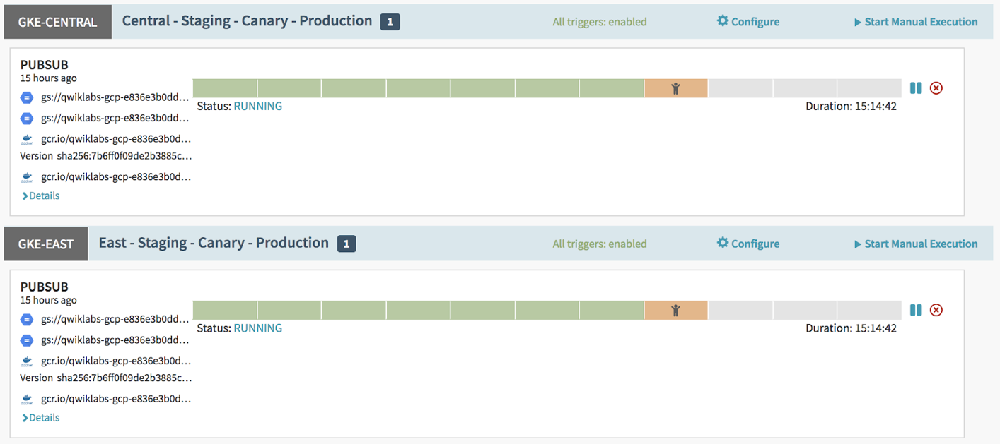 GKE-CENTRAL Central - Staging - Canary - Production 1 All triggers: enabled Configure Start Manual Execution
PUBSUB
15 hours ago
gs://qwiklabs-gcp-e836e3b0dd...
Status: RUNNING Duration: 15:14:42
gs://qwiklabs-gcp-e836e3b0dd...
gcr.io/qwiklabs-gcp-e836e3b0d...
Version sha256:7b6ff0f09de2b3885c...
gcr.io/qwiklabs-gcp-e836e3b0d...
Details
GKE-EAST East - Staging - Canary - Production 1 All triggers: enabled Configure Start Manual Execution
PUBSUB
15 hours ago
gs://qwiklabs-gcp-e836e3b0dd...
Status: RUNNING Duration: 15:14:42
gs://qwiklabs-gcp-e836e3b0dd...
gcr.io/qwiklabs-gcp-e836e3b0d...
Version sha256:7b6ff0f09de2b3885c...
gcr.io/qwiklabs-gcp-e836e3b0d...
Details